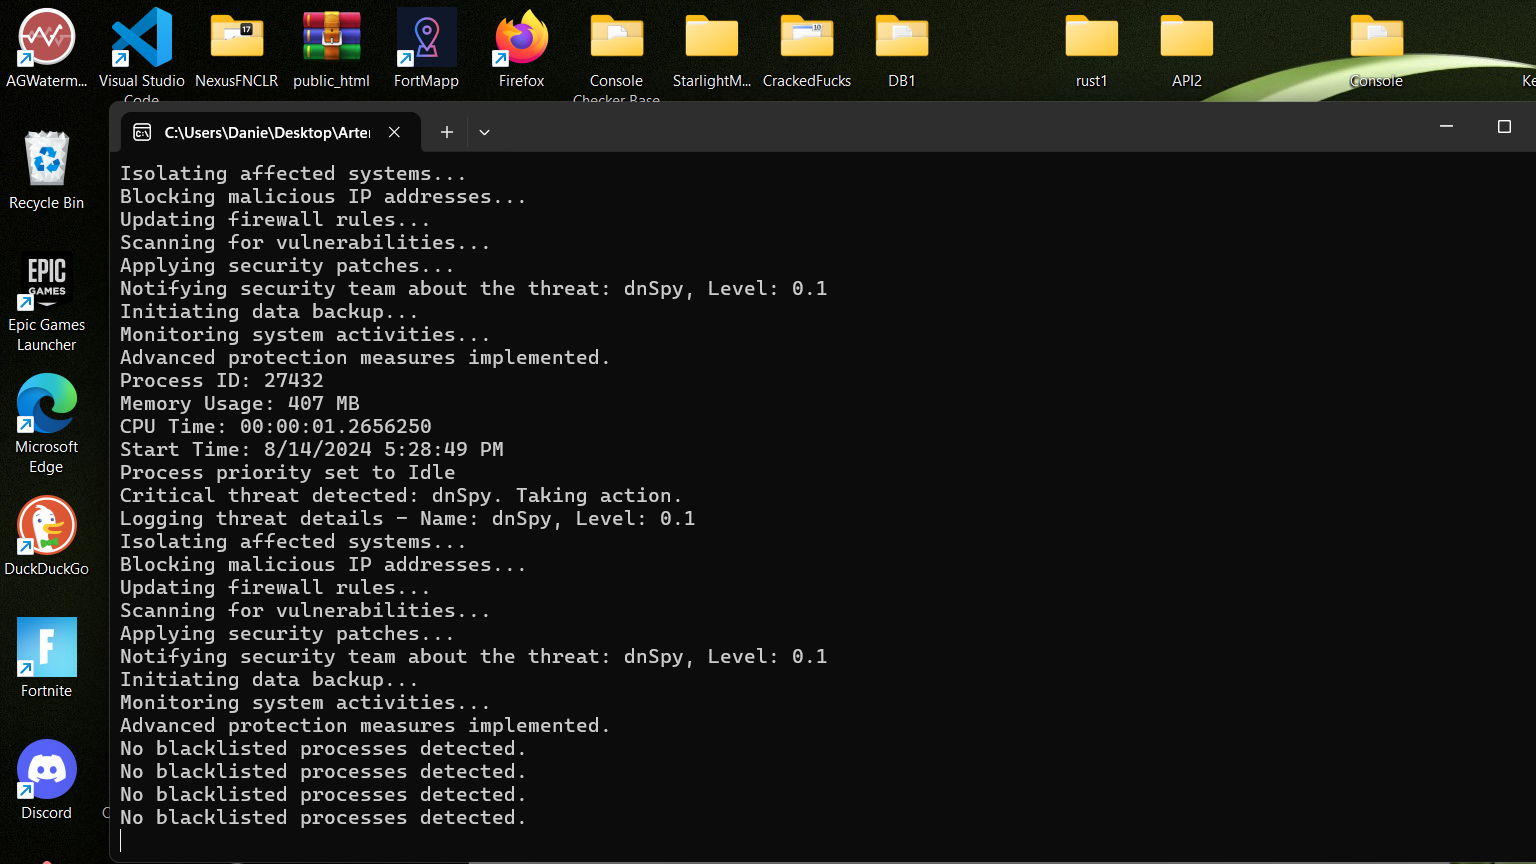 AGWaterm...
Visual Studio
Code
NexusFNCLR
17
public_html
FortMapp
Firefox
Console
Checker Base
StarlightM...
CrackedFucks
10
DB1
rust1
API2
Console
Ke
Recycle Bin
EPIC
GAMES
Epic Games
Launcher
Microsoft
Edge
DuckDuckGo
F
Fortnite
Discord
C:\
C:\Users\Danie\Desktop\Arter
Isolating affected systems...
Blocking malicious IP addresses...
Updating firewall rules...
Scanning for vulnerabilities...
Applying security patches...
Notifying security team about the threat: dnSpy, Level: 0.1
Initiating data backup...
Monitoring system activities...
Advanced protection measures implemented.
Process ID: 27432
Memory Usage: 407 MB
CPU Time: 00:00:01.2656250
Start Time: 8/14/2024 5:28:49 PM
Process priority set to Idle
Critical threat detected: dnSpy. Taking action.
Logging threat details - Name: dnSpy, Level: 0.1
Isolating affected systems...
Blocking malicious IP addresses...
Updating firewall rules...
Scanning for vulnerabilities...
Applying security patches...
Notifying security team about the threat: dnSpy, Level: 0.1
Initiating data backup...
Monitoring system activities...
Advanced protection measures implemented.
No blacklisted processes detected.
No blacklisted processes detected.
No blacklisted processes detected.
No blacklisted processes detected.